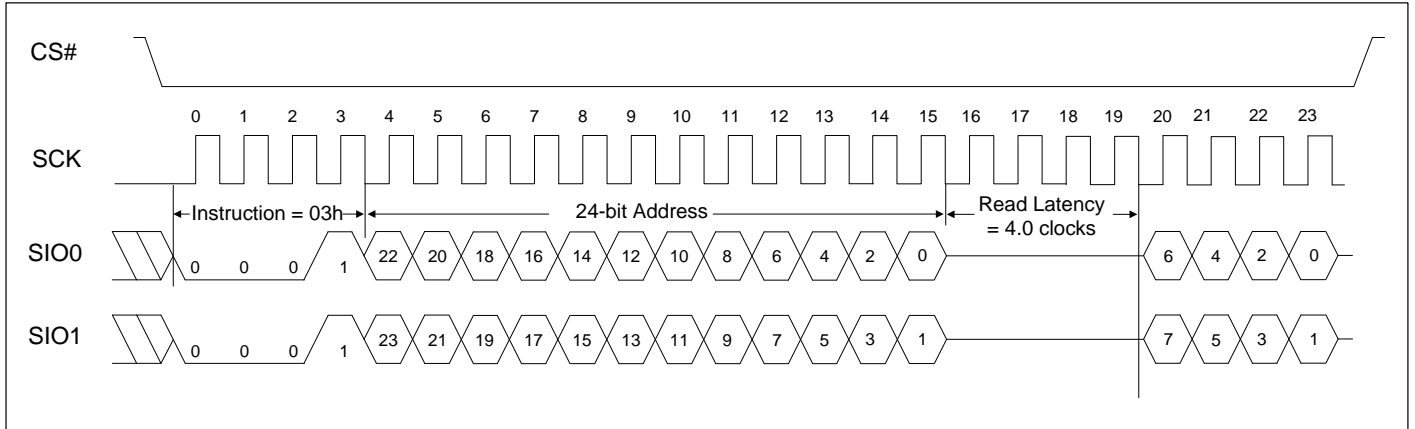 CS#
0 1 2 3 4 5 6 7 8 9 10 11 12 13 14 15 16 17 18 19 20 21 22 23
SCK
Instruction = 03h 24-bit Address Read Latency
= 4.0 clocks
SIO0 0 0 0 1 22 20 18 16 14 12 10 8 6 4 2 0 6 4 2 0
SIO1 0 0 0 1 23 21 19 17 15 13 11 9 7 5 3 1 7 5 3 1